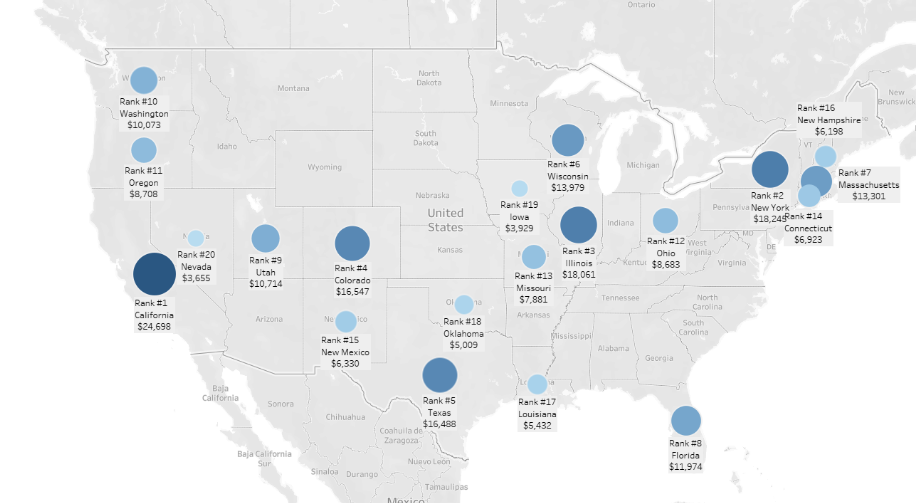 Ontario
North
Dakota
Montana
Minnesota
New
Brunswick
Rank #16
New Hampshire
$6,198
VT
Rank #10
Washington
$10,073
Idaho
South
Dakota
Wyoming
Michigan
Rank #11
Oregon
$8,708
Rank #6
Wisconsin
$13,979
Rank #7
Massachusetts
$13,301
Nebraska
Rank #19
Iowa
$3,929
Rank #2
New York
$18,245
Rank #14
Connecticut
$6,923
United
States
Indiana
Kansas
Rank #20
Nevada
$3,655
Rank #9
Utah
$10,714
Rank #4
Colorado
$16,547
Rank #3
Illinois
$18,061
Rank #12
Ohio
$8,683
West
Virginia
DE
Virginia
Rank #13
Missouri
$7,881
Rank #1
California
$24,698
Arizona
Rank #15
New Mexico
$6,330
Rank #18
Oklahoma
$5,009
Arkansas
Tennessee
North
Carolina
South
Carolina
Mississippi
Alabama
Georgia
Rank #5
Texas
$16,488
Rank #17
Louisiana
$5,432
Rank #8
Florida
$11,974
Baja
California
Sonora
Chihuahua
Coahuila de
Zaragoza
Baja California
Sur
Sinaloa
Durango
Nuevo León
Tamaulipas
Mexico